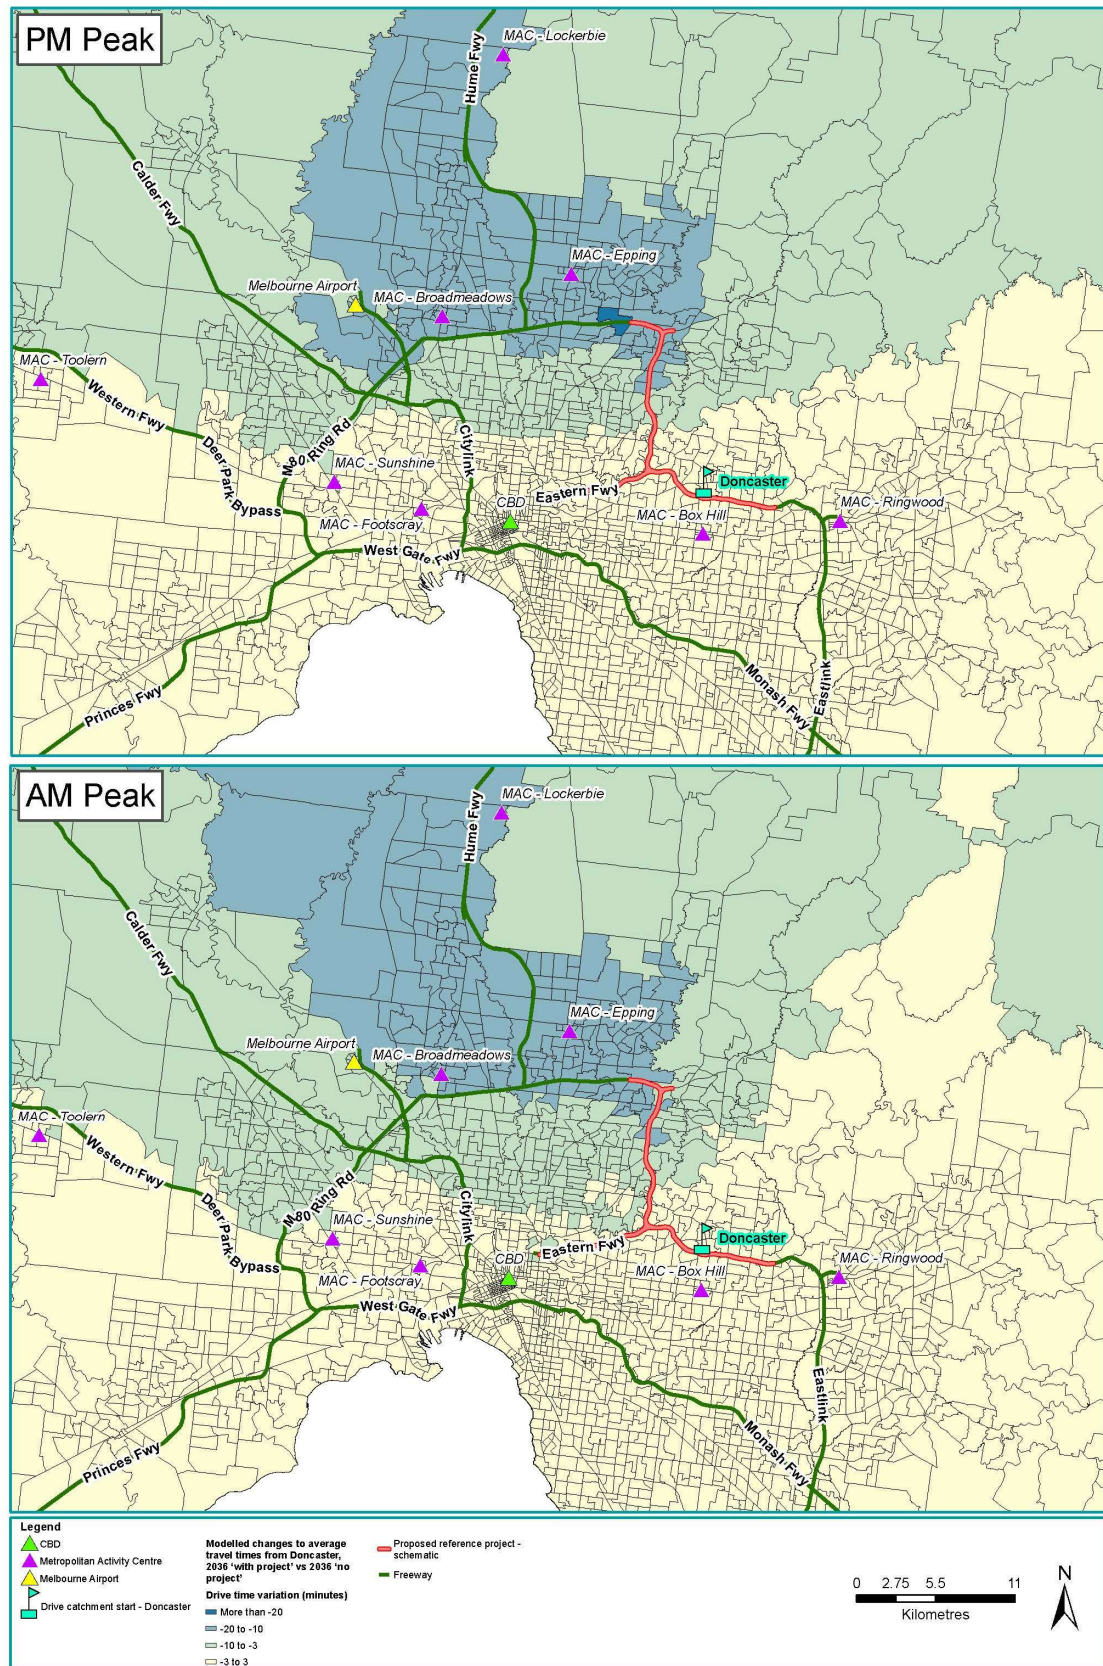 PM Peak
MAC - Lockerbie
Hume Fwy
Calder Fwy
MAC - Epping
Melbourne Airport
MAC - Broadmeadows
MAC - Toolern
Western Fwy
Deer Park Bypass
M80 Ring Rd
Citylink
MAC - Sunshine
Doncaster
Eastern Fwy
CBD
MAC - Ringwood
MAC - Footscray
MAC - Box Hill
West Gate Fwy
Princes Fwy
Monash Fwy
Eastlink
AM Peak
MAC - Lockerbie
Hume Fwy
Calder Fwy
MAC - Epping
Melbourne Airport
MAC - Broadmeadows
MAC - Toolern
Western Fwy
Deer Park Bypass
M80 Ring Rd
Citylink
MAC - Sunshine
Doncaster
Eastern Fwy
CBD
MAC - Ringwood
MAC - Footscray
MAC - Box Hill
West Gate Fwy
Princes Fwy
Monash Fwy
Eastlink
Legend
CBD
Metropolitan Activity Centre
Melbourne Airport
Drive catchment start - Doncaster
Modelled changes to average
travel times from Doncaster,
2036 'with project' vs 2036 'no
project'
Drive time variation (minutes)
More than -20
-20 to -10
-10 to -3
-3 to 3
Proposed reference project -
schematic
Freeway
0 2.75 5.5 11
Kilometres
N